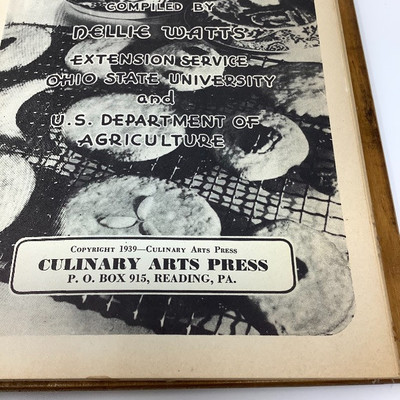 COMPILED BY
NELLIE WATTS
EXTENSION SERVICE
OHIO STATE UNIVERSITY
and
U.S. DEPARTMENT OF
AGRICULTURE
COPYRIGHT 1939—CULINARY ARTS PRESS
CULINARY ARTS PRESS
P. O. BOX 915, READING, PA.